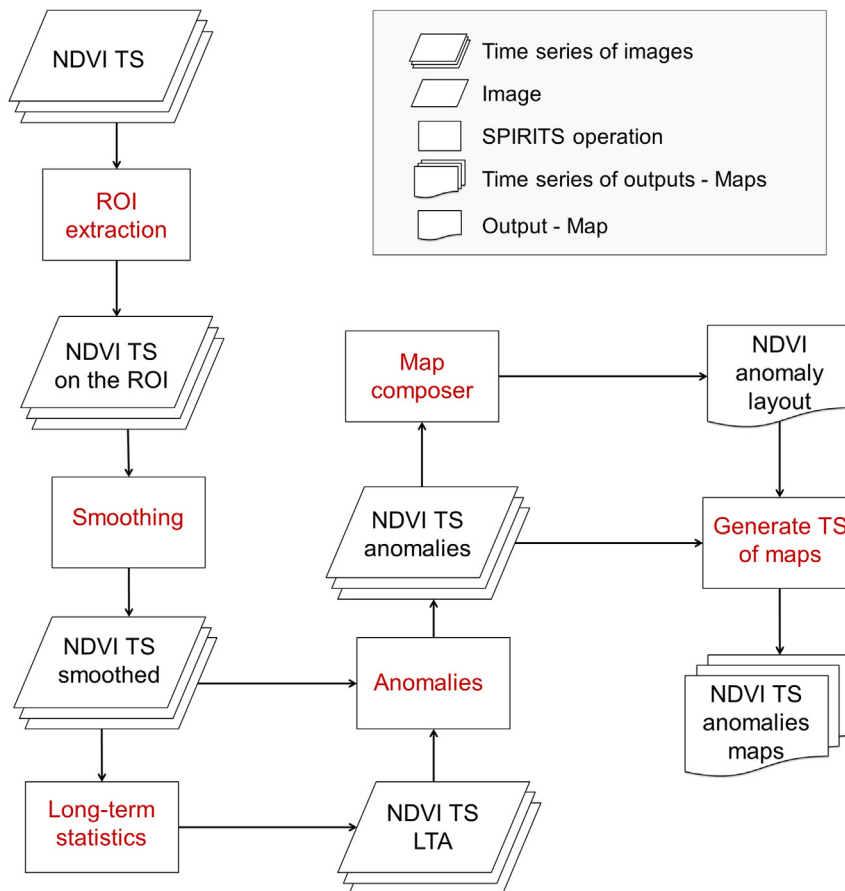 NDVI TS
Time series of images
Image
SPIRITS operation
Time series of outputs - Maps
Output - Map
ROI
extraction
NDVI TS
on the ROI
Map
composer
NDVI
anomaly
layout
Smoothing
NDVI TS
anomalies
Generate TS
of maps
NDVI TS
smoothed
Anomalies
NDVI TS
anomalies
maps
Long-term
statistics
NDVI TS
LTA